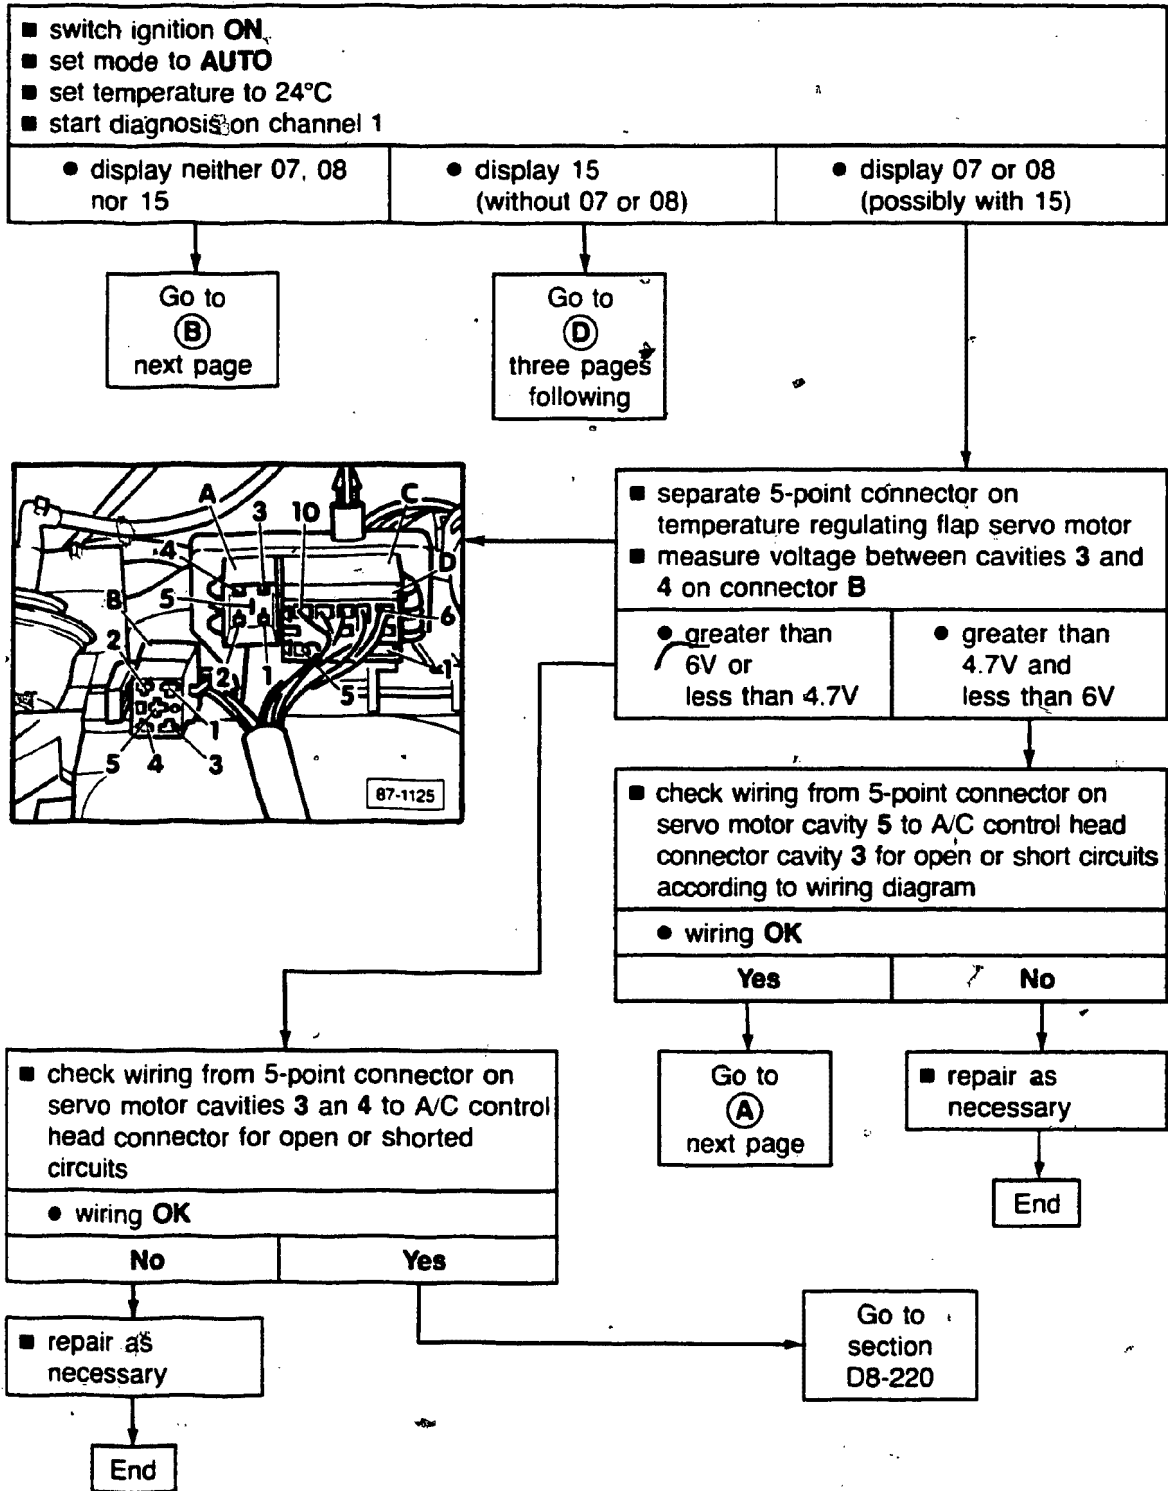 ■ switch ignition ON
■ set mode to AUTO
■ set temperature to 24°C
■ start diagnosis on channel 1
● display neither 07, 08
nor 15
● display 15
(without 07 or 08)
● display 07 or 08
(possibly with 15)
Go to
B
next page
Go to
D
three pages
following
A
3
10
C
4
D
5
B
6
2
2
1
5
1
1
5
4
3
87-1125
■ separate 5-point connector on
temperature regulating flap servo motor
■ measure voltage between cavities 3 and
4 on connector B
● greater than
6V or
less than 4.7V
● greater than
4.7V and
less than 6V
■ check wiring from 5-point connector on
servo motor cavity 5 to A/C control head
connector cavity 3 for open or short circuits
according to wiring diagram
● wiring OK
Yes
No
Go to
A
next page
■ repair as
necessary
End
■ check wiring from 5-point connector on
servo motor cavities 3 an 4 to A/C control
head connector for open or shorted
circuits
● wiring OK
No
Yes
■ repair as
necessary
End
Go to
section
D8-220